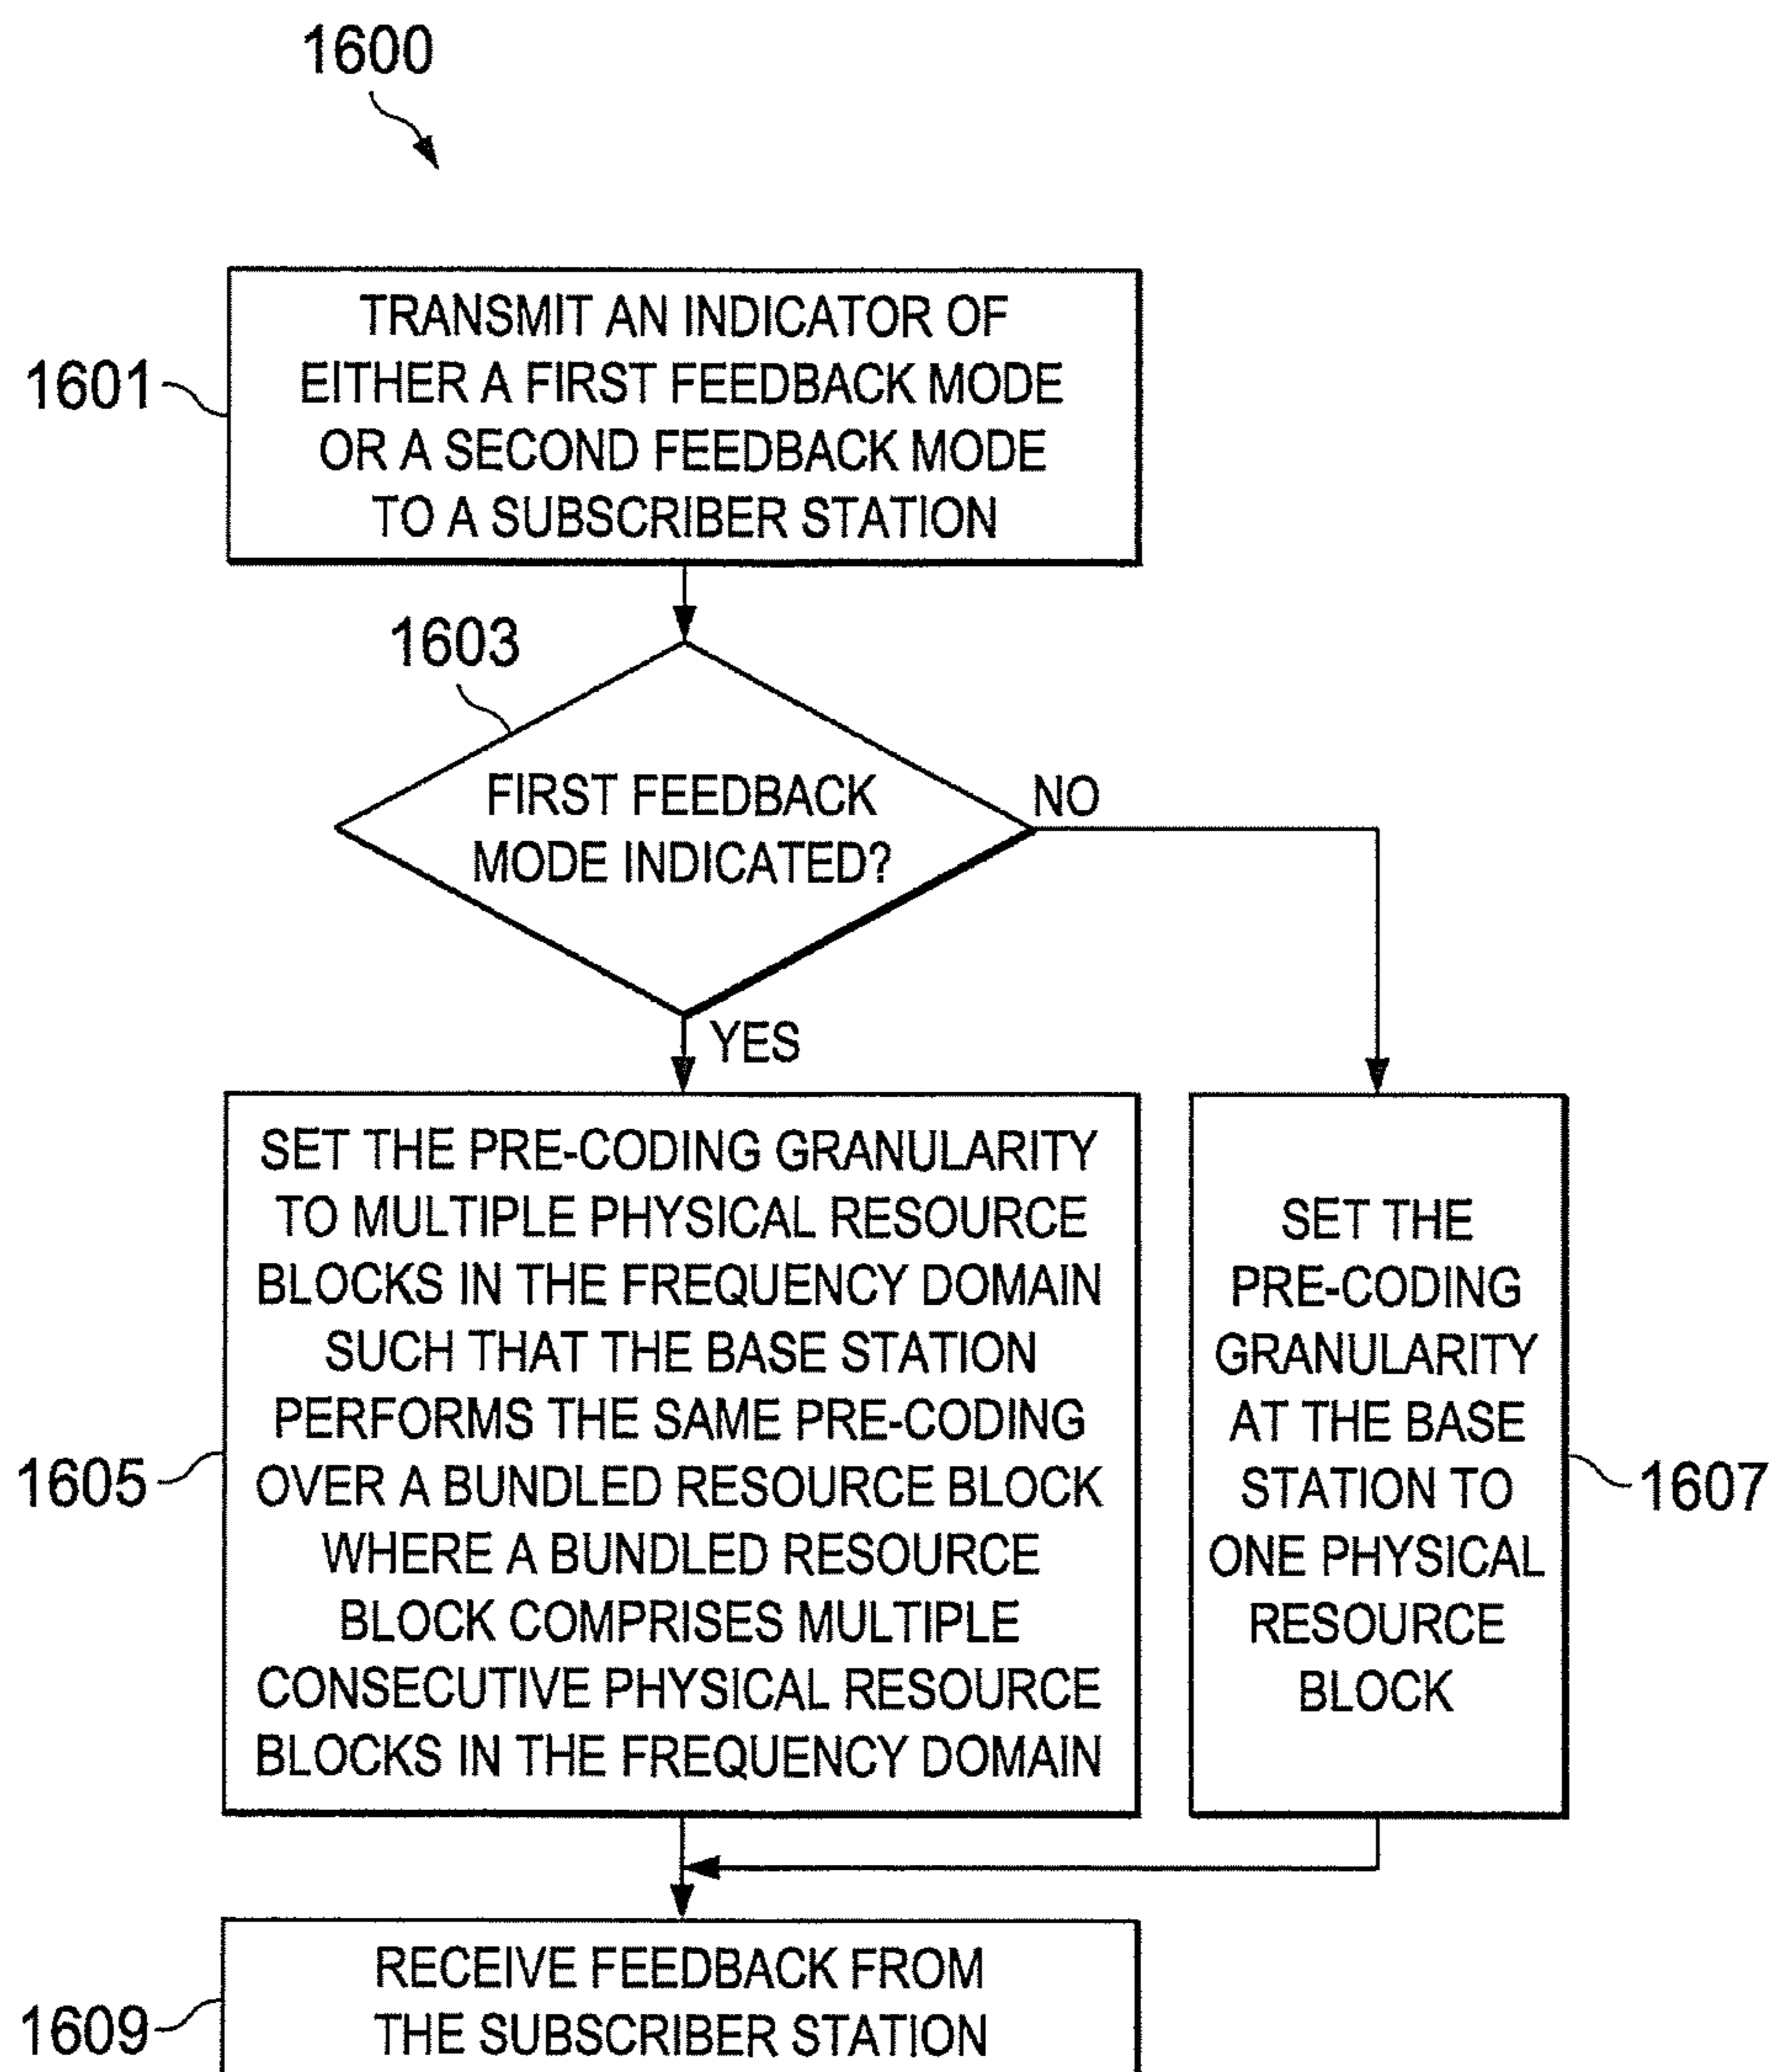 1600
1601
TRANSMIT AN INDICATOR OF
EITHER A FIRST FEEDBACK MODE
OR A SECOND FEEDBACK MODE
TO A SUBSCRIBER STATION
1603
FIRST FEEDBACK
MODE INDICATED?
NO
YES
1605
SET THE PRE-CODING GRANULARITY
TO MULTIPLE PHYSICAL RESOURCE
BLOCKS IN THE FREQUENCY DOMAIN
SUCH THAT THE BASE STATION
PERFORMS THE SAME PRE-CODING
OVER A BUNDLED RESOURCE BLOCK
WHERE A BUNDLED RESOURCE
BLOCK COMPRISES MULTIPLE
CONSECUTIVE PHYSICAL RESOURCE
BLOCKS IN THE FREQUENCY DOMAIN
SET THE
PRE-CODING
GRANULARITY
AT THE BASE
STATION TO
ONE PHYSICAL
RESOURCE
BLOCK
1607
1609
RECEIVE FEEDBACK FROM
THE SUBSCRIBER STATION